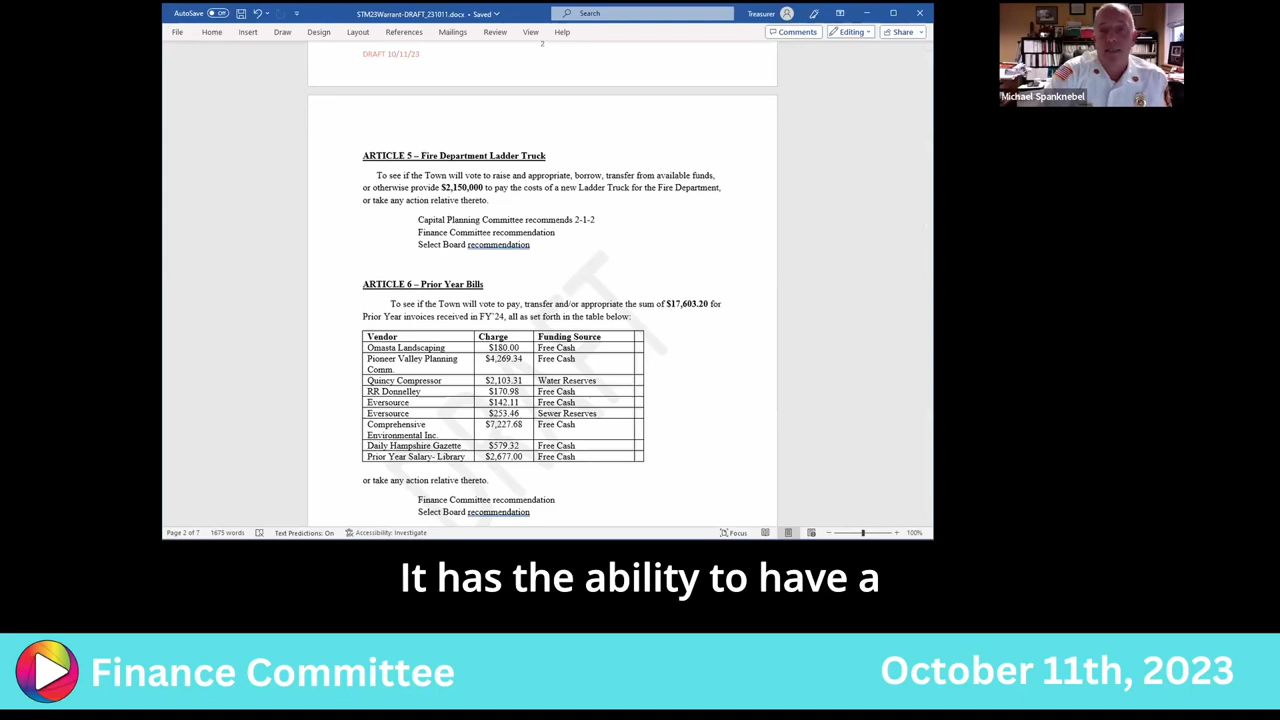 AutoSave Off
STM23Warrant-DRAFT_231011.docx • Saved
Search
Treasurer
File Home Insert Draw Design Layout References Mailings Review View Help
Comments Editing Share
2
DRAFT 10/11/23
ARTICLE 5 – Fire Department Ladder Truck
To see if the Town will vote to raise and appropriate, borrow, transfer from available funds,
or otherwise provide $2,150,000 to pay the costs of a new Ladder Truck for the Fire Department,
or take any action relative thereto.
Capital Planning Committee recommends 2-1-2
Finance Committee recommendation
Select Board recommendation
ARTICLE 6 – Prior Year Bills
To see if the Town will vote to pay, transfer and/or appropriate the sum of $17,603.20 for
Prior Year invoices received in FY’24, all as set forth in the table below:
Vendor Charge Funding Source
Omasta Landscaping $180.00 Free Cash
Pioneer Valley Planning $4,269.34 Free Cash
Comm.
Quincy Compressor $2,103.31 Water Reserves
RR Donnelley $170.98 Free Cash
Eversource $142.11 Free Cash
Eversource $253.46 Sewer Reserves
Comprehensive $7,227.68 Free Cash
Environmental Inc.
Daily Hampshire Gazette $579.32 Free Cash
Prior Year Salary- Library $2,677.00 Free Cash
or take any action relative thereto.
Finance Committee recommendation
Select Board recommendation
DRAFT
Page 2 of 7 1675 words Text Predictions: On Accessibility: Investigate Focus 100%
Michael Spanknebel
It has the ability to have a
Finance Committee
October 11th, 2023